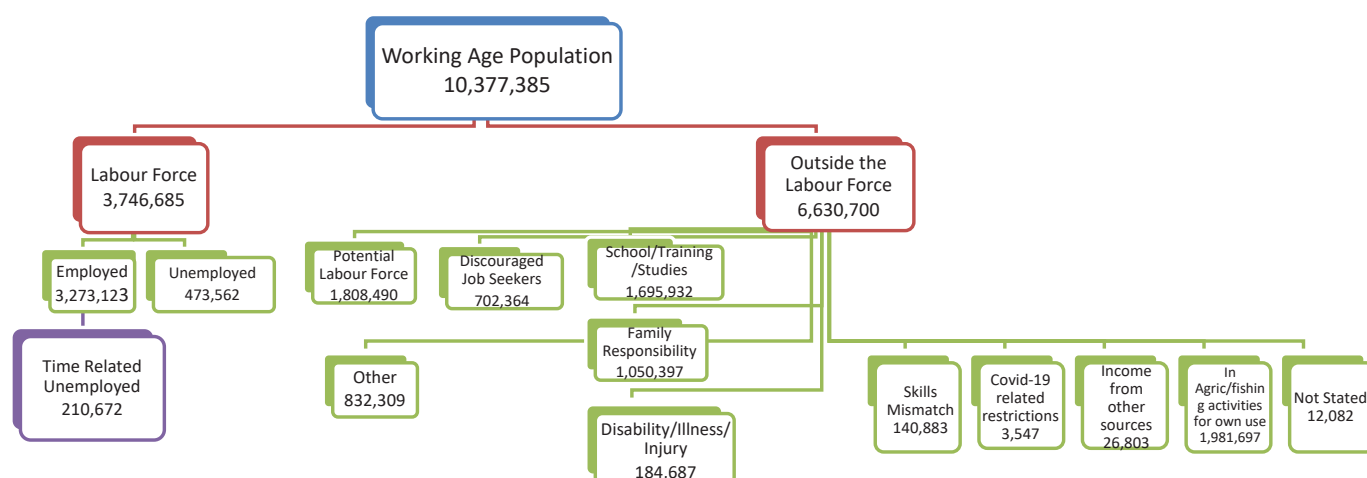 Working Age Population
10,377,385
Labour Force
3,746,685
Outside the
Labour Force
6,630,700
Employed
3,273,123
Unemployed
473,562
Potential
Labour Force
1,808,490
Discouraged
Job Seekers
702,364
School/Training
/Studies
1,695,932
Time Related
Unemployed
210,672
Other
832,309
Family
Responsibility
1,050,397
Disability/Illness/
Injury
184,687
Skills
Mismatch
140,883
Covid-19
related
restrictions
3,547
Income
from
other
sources
26,803
In
Agric/fishin
g activities
for own use
1,981,697
Not Stated
12,082